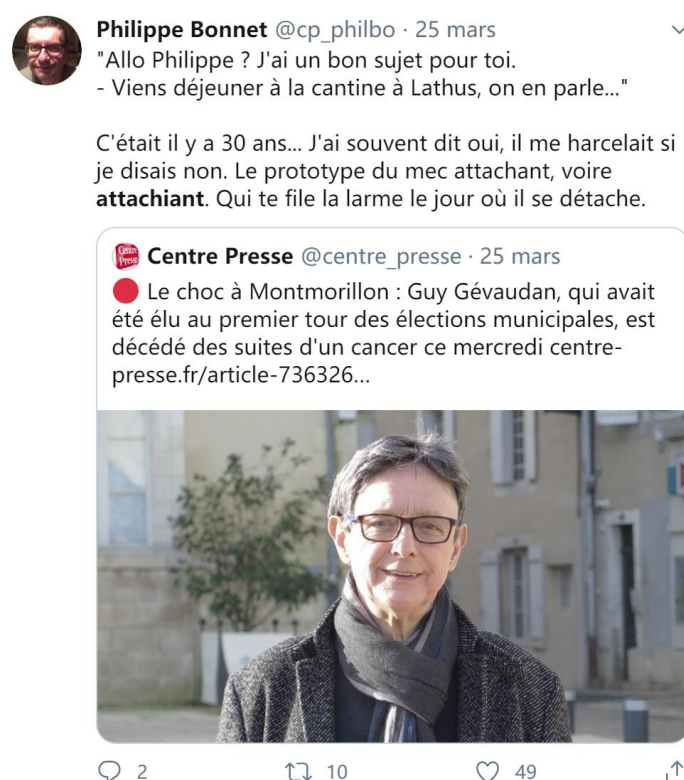 Philippe Bonnet @cp_philbo · 25 mars
"Allo Philippe ? J'ai un bon sujet pour toi.
- Viens déjeuner à la cantine à Lathus, on en parle..."
C'était il y a 30 ans... J'ai souvent dit oui, il me harcelait si
je disais non. Le prototype du mec attachant, voire
attachiant. Qui te file la larme le jour où il se détache.
Centre Presse
Centre Presse @centre_presse · 25 mars
Le choc à Montmorillon : Guy Gévaudan, qui avait
été élu au premier tour des élections municipales, est
décédé des suites d'un cancer ce mercredi centre-
presse.fr/article-736326...
2 10 49